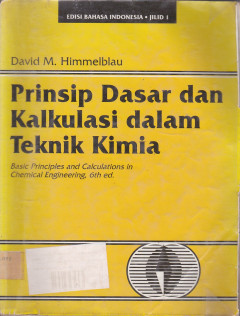 EDISI BAHASA INDONESIA • JILID 1
David M. Himmelblau
Prinsip Dasar dan
Kalkulasi dalam
Teknik Kimia
Basic Principles and Calculations in
Chemical Engineering, 6th ed.